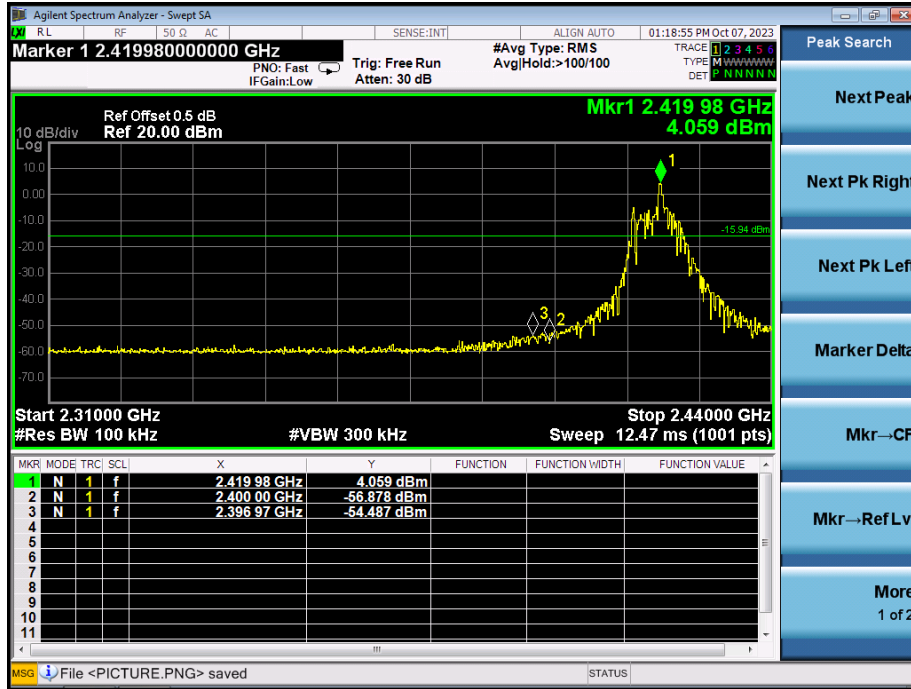 Agilent Spectrum Analyzer - Swept SA
LXI RL RF 50 Ω AC SENSE:INT ALIGN AUTO 01:18:55 PM Oct 07, 2023
Marker 1 2.419980000000 GHz
PNO: Fast
IFGain:Low
Trig: Free Run
Atten: 30 dB
#Avg Type: RMS
Avg|Hold:>100/100
TRACE 1 2 3 4 5 6
TYPE M WWWWW
DET P N N N N N
Mkr1 2.419 98 GHz
4.059 dBm
Ref Offset 0.5 dB
10 dB/div Ref 20.00 dBm
Log
10.0
0.00
-10.0
-20.0
-30.0
-40.0
-50.0
-60.0
-70.0
1
-15.94 dBm
3 2
Start 2.31000 GHz Stop 2.44000 GHz
#Res BW 100 kHz #VBW 300 kHz Sweep 12.47 ms (1001 pts)
MKR MODE TRC SCL X Y FUNCTION FUNCTION WIDTH FUNCTION VALUE
1 N 1 f 2.419 98 GHz 4.059 dBm
2 N 1 f 2.400 00 GHz -56.878 dBm
3 N 1 f 2.396 97 GHz -54.487 dBm
4
5
6
7
8
9
10
11
MSG File <PICTURE.PNG> saved STATUS
Peak Search
Next Peak
Next Pk Right
Next Pk Left
Marker Delta
Mkr→CF
Mkr→Ref Lv
More
1 of 2